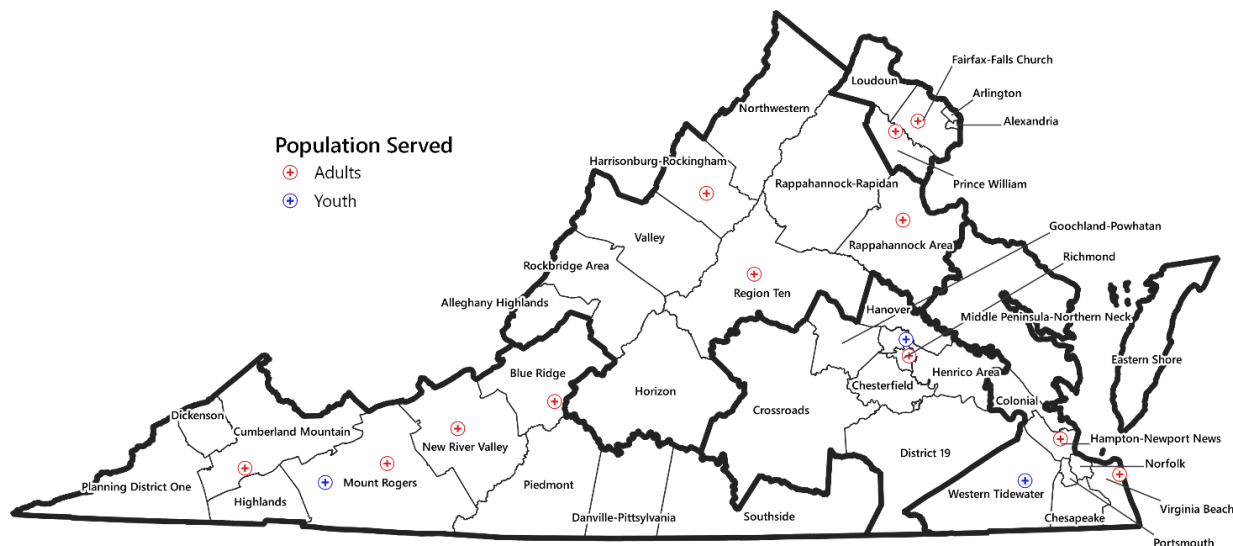 Fairfax-Falls Church
Loudoun
Arlington
Northwestern
Alexandria
Population Served
Harrisonburg-Rockingham
Adults
Rappahannock-Rapidan
Prince William
Youth
Goochland-Powhatan
Valley
Rappahannock Area
Richmond
Rockbridge Area
Region Ten
Alleghany Highlands
Hanover
Middle Peninsula-Northern Neck
Eastern Shore
Blue Ridge
Henrico Area
Chesterfield
Horizon
Colonial
Crossroads
Dickenson
Cumberland Mountain
New River Valley
Hampton-Newport News
District 19
Norfolk
Planning District One
Mount Rogers
Piedmont
Western Tidewater
Highlands
Virginia Beach
Danville-Pittsylvania
Southside
Chesapeake
Portsmouth